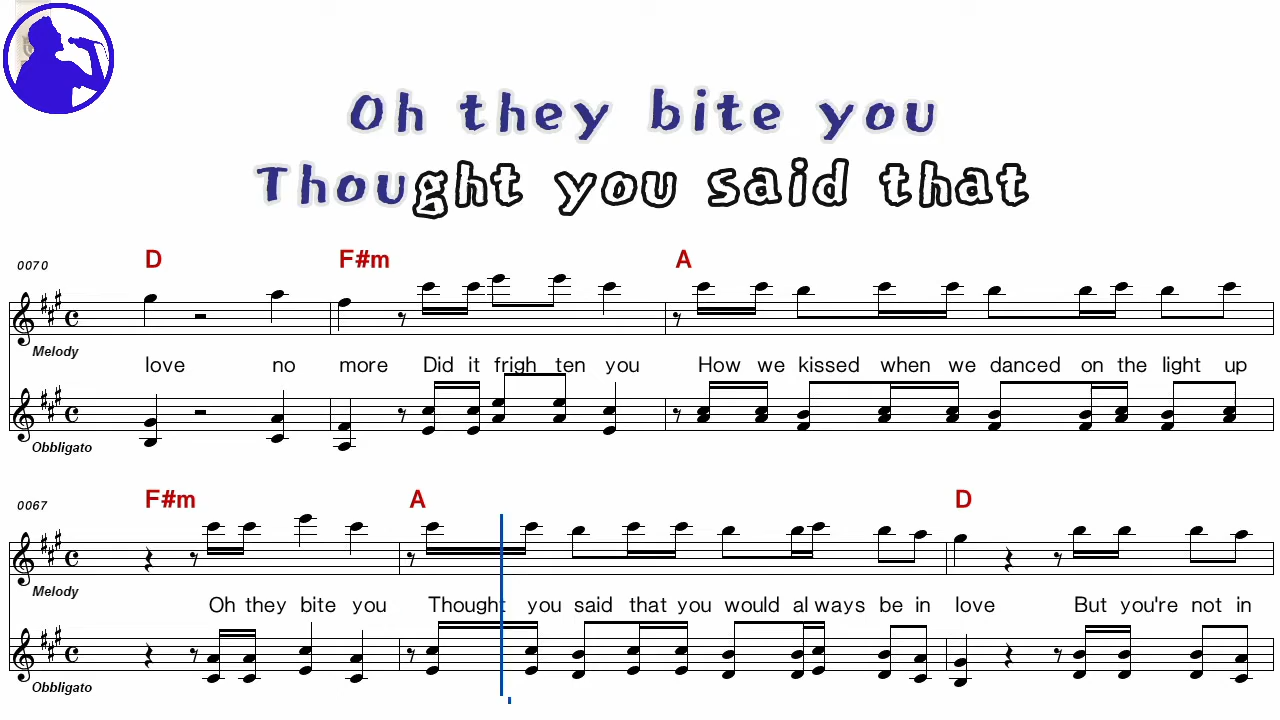 Oh they bite you
Thought you said that
0070 D F#m A
Melody
love no more Did it frigh ten you How we kissed when we danced on the light up
Obbligato
0067 F#m A D
Melody
Oh they bite you Thought you said that you would al ways be in love But you're not in
Obbligato